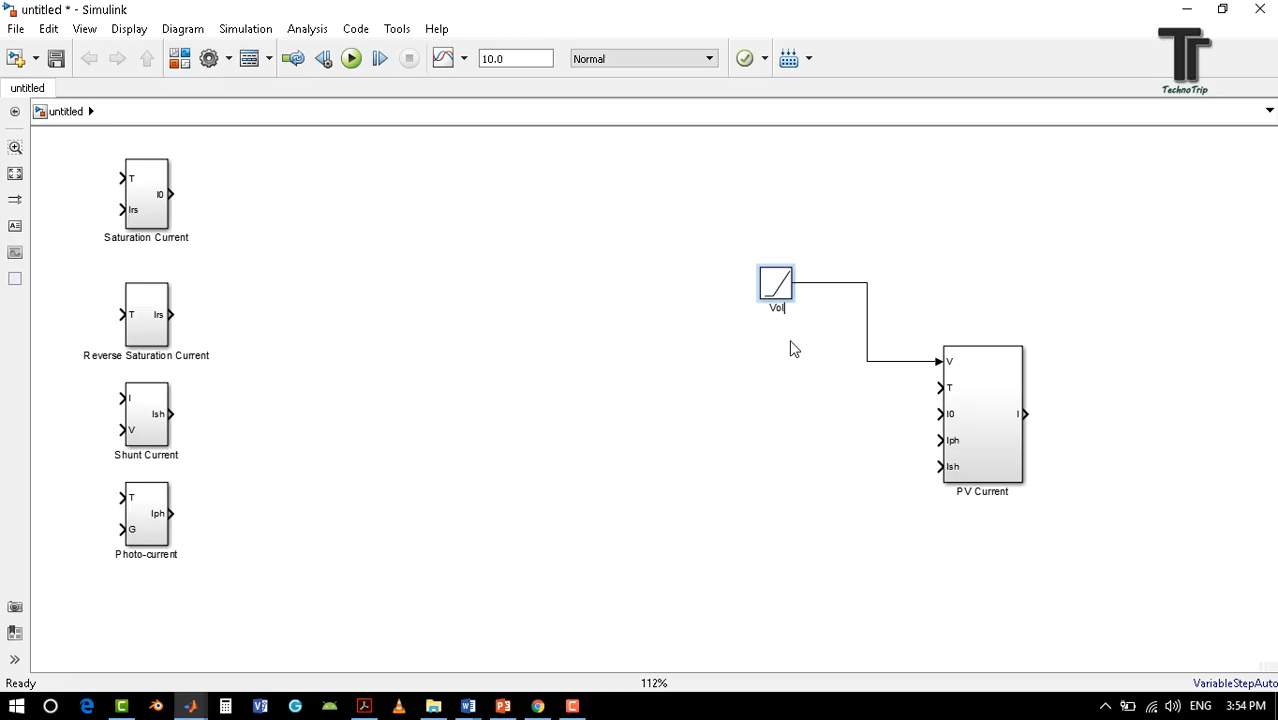 untitled * - Simulink
File Edit View Display Diagram Simulation Analysis Code Tools Help
10.0 Normal
TechnoTrip
untitled
untitled
T
I0
Irs
Saturation Current
T Irs
Reverse Saturation Current
I
Ish
V
Shunt Current
T
Iph
G
Photo-current
Vol
V
T
I0 I
Iph
Ish
PV Current
Ready 112% VariableStepAuto
ENG 3:54 PM